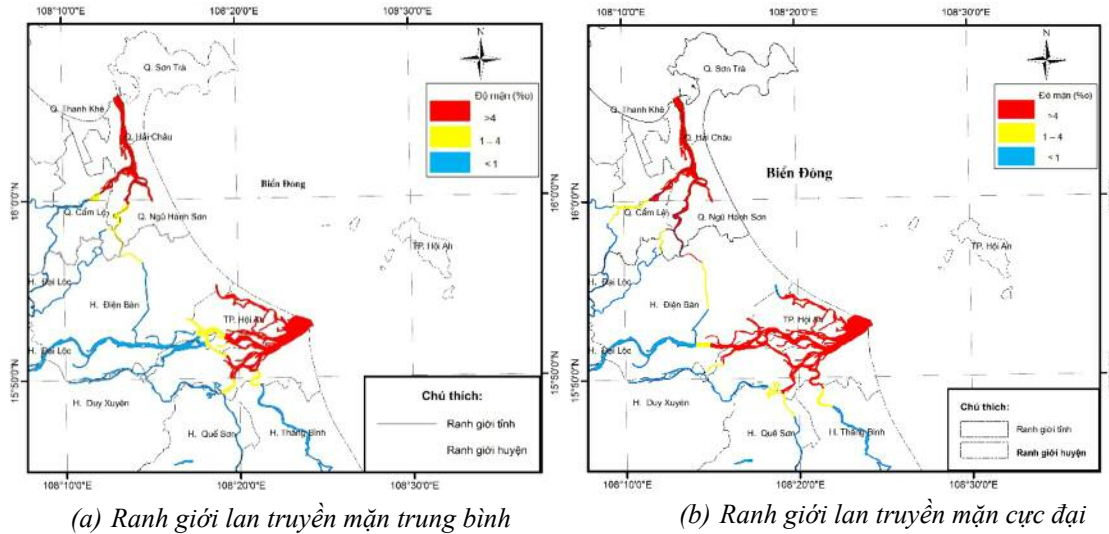 108°10'0"E 108°20'0"E 108°30'0"E
N
Q. Sơn Trà
Độ mặn (%o)
>4
1 – 4
< 1
Q. Thanh Khê
Q. Hải Châu
Biển Đông
16°0'0"N
Q. Cẩm Lệ
Q. Ngũ Hành Sơn
TP. Hội An
H. Đại Lộc
H. Điện Bàn
TP. Hội An
H. Đại Lộc
15°50'0"N
H. Duy Xuyên
H. Quế Sơn
H. Thăng Bình
Chú thích:
Ranh giới tỉnh
Ranh giới huyện
108°10'0"E 108°20'0"E 108°30'0"E
(a) Ranh giới lan truyền mặn trung bình
108°10'0"E 108°20'0"E 108°30'0"E
N
Q. Sơn Trà
Độ mặn (%o)
>4
1 – 4
< 1
Q. Thanh Khê
Q. Hải Châu
Biển Đông
16°0'0"N
Q. Cẩm Lệ
Q. Ngũ Hành Sơn
TP. Hội An
H. Đại Lộc
H. Điện Bàn
TP. Hội An
H. Đại Lộc
15°50'0"N
H. Duy Xuyên
H. Quế Sơn
H. Thăng Bình
Chú thích:
Ranh giới tỉnh
Ranh giới huyện
108°10'0"E 108°20'0"E 108°30'0"E
(b) Ranh giới lan truyền mặn cực đại